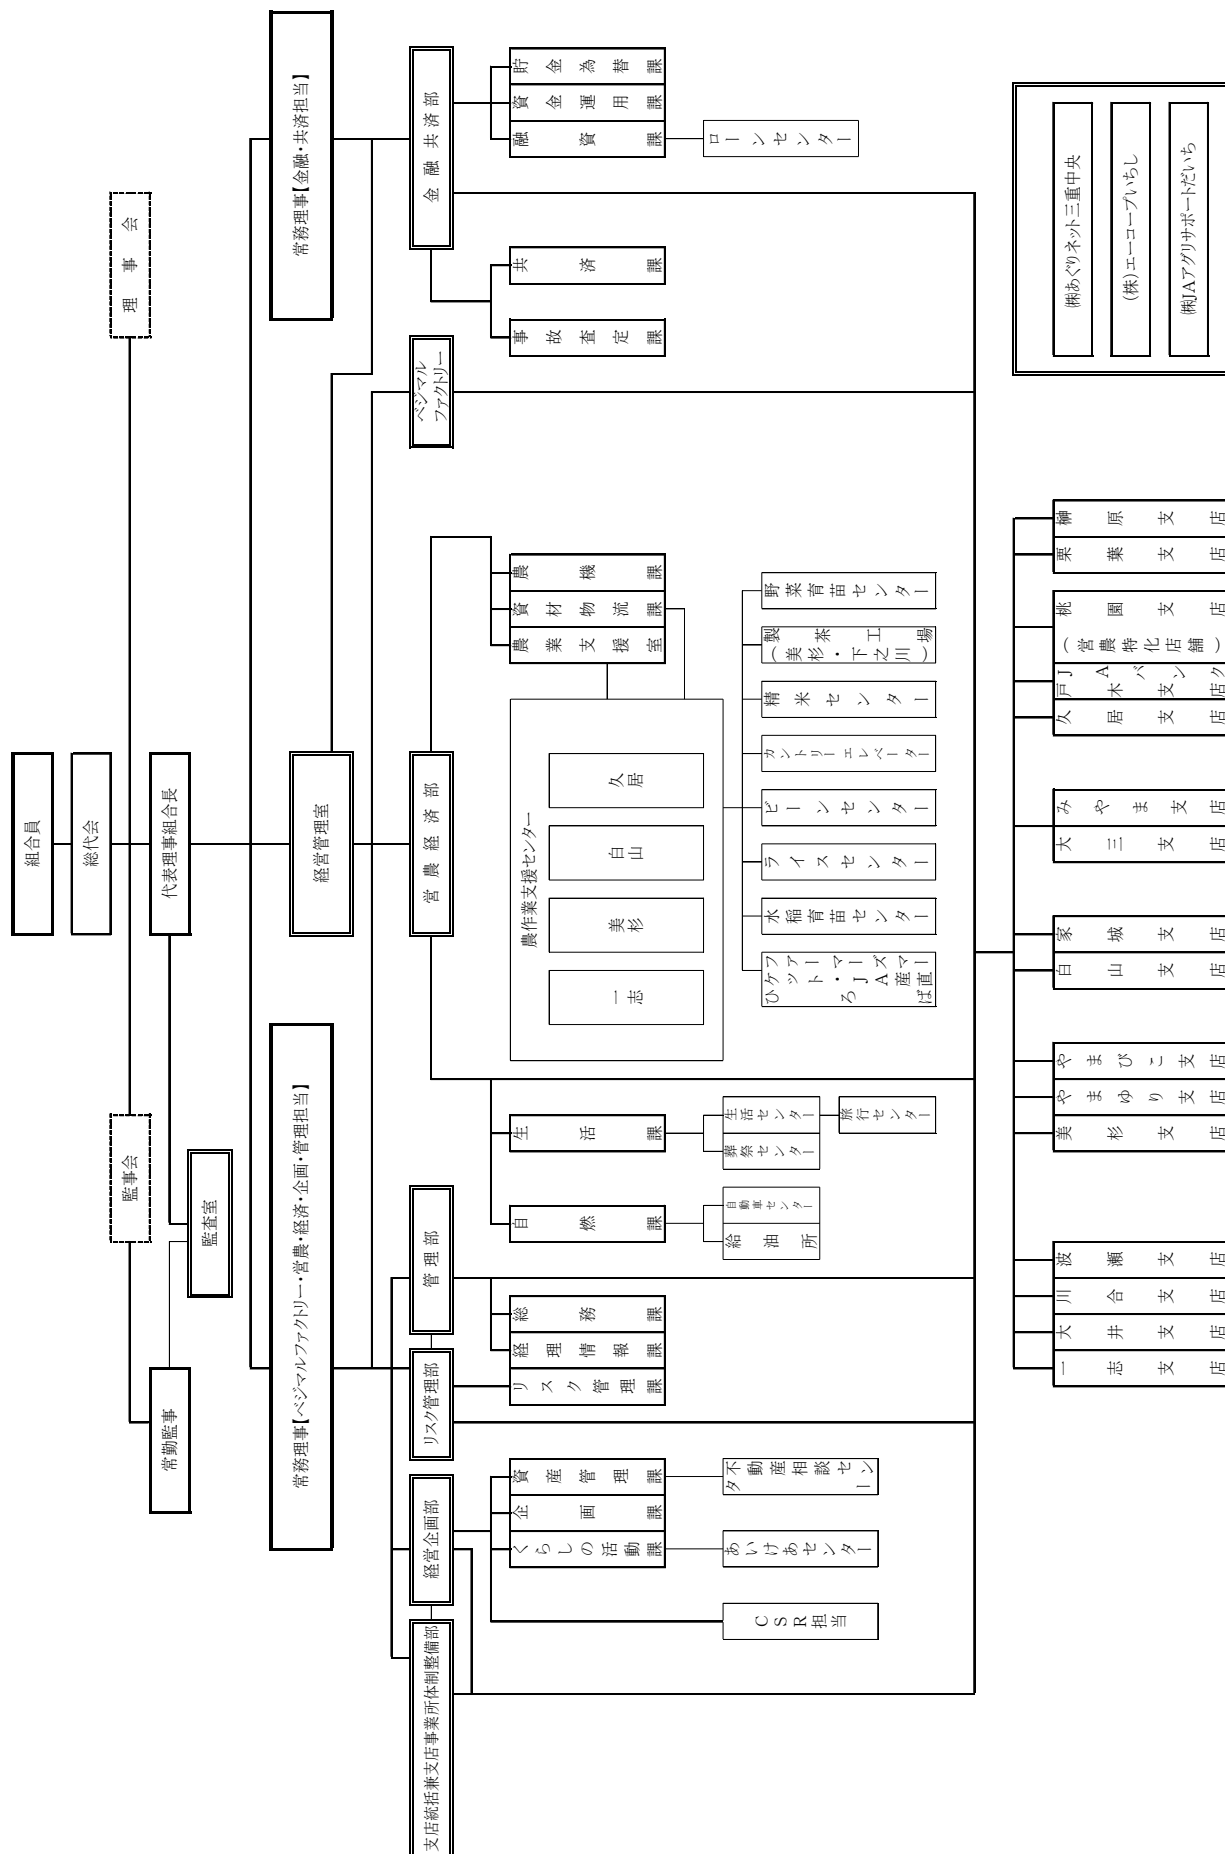 組合員
総代会
理事会
監事会
代表理事組合長
常勤監事
監査室
常務理事【ベジマルファクトリー・営農・経済・企画・管理担当】
常務理事【金融・共済担当】
経営管理室
支店統括兼支店事業所体制整備部
経営企画部
リスク管理部
管理部
営農経済部
ベジマルファクトリー
金融共済部
CSR担当
くらしの活動課
企画課
資産管理課
あいけあセンター
不動産相談センター
リスク管理課
経理情報課
総務課
自燃課
給油所
自動車センター
生活課
葬祭センター
生活センター
旅行センター
農作業支援センター
一志
美杉
白山
久居
農業支援室
資材物流課
農機課
ファーマーズマーケット・JA産直ひろば
水稲育苗センター
ライスセンター
ビーンセンター
カントリーエレベーター
精米センター
製茶工場
(美杉・下之川)
野菜育苗センター
事故査定課
共済課
融資課
資金運用課
貯金為替課
ローンセンター
一志支店
大井支店
川合支店
波瀬支店
美杉支店
やまゆり支店
やまびこ支店
白山支店
家城支店
大三支店
みやま支店
久居支店
JAバンク
戸木支店
桃園支店
(営農特化店舗)
栗葉支店
榊原支店
㈱あぐりネット三重中央
(株)エーコープいちし
㈱JAアグリサポートだいち